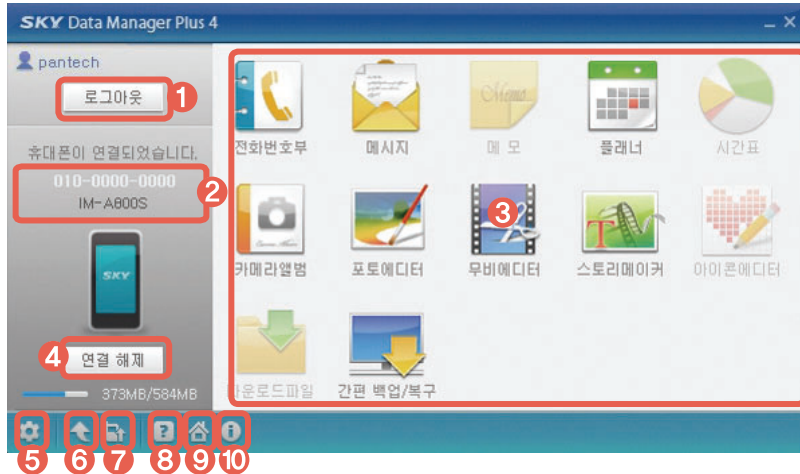 SKY Data Manager Plus 4
pantech
로그아웃
1
휴대폰이 연결되었습니다.
010-0000-0000
IM-A800S
2
SKY
4
연결 해제
373MB/584MB
전화번호부
메시지
Memo
메 모
플래너
시간표
카메라앨범
포토에디터
3
무비에디터
T
스토리메이커
아이콘에디터
다운로드파일
간편 백업/복구
?
i
5
6
7
8
9
10